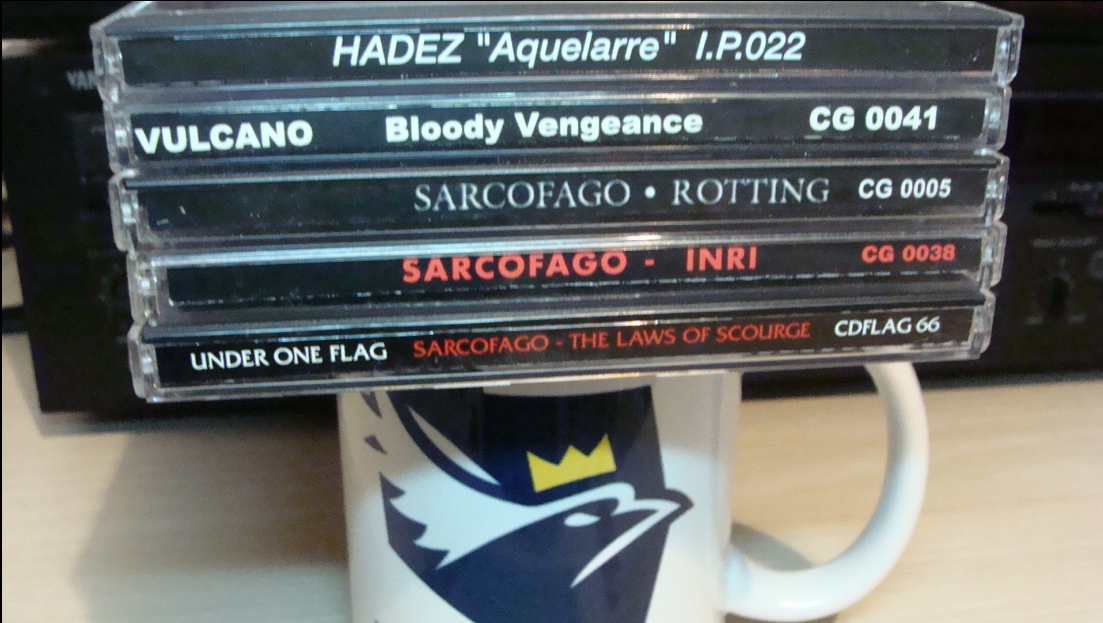 HADEZ "Aquelarre" I.P.022
VULCANO Bloody Vengeance CG 0041
SARCOFAGO • ROTTING CG 0005
SARCOFAGO - INRI CG 0038
UNDER ONE FLAG SARCOFAGO - THE LAWS OF SCOURGE CDFLAG 66